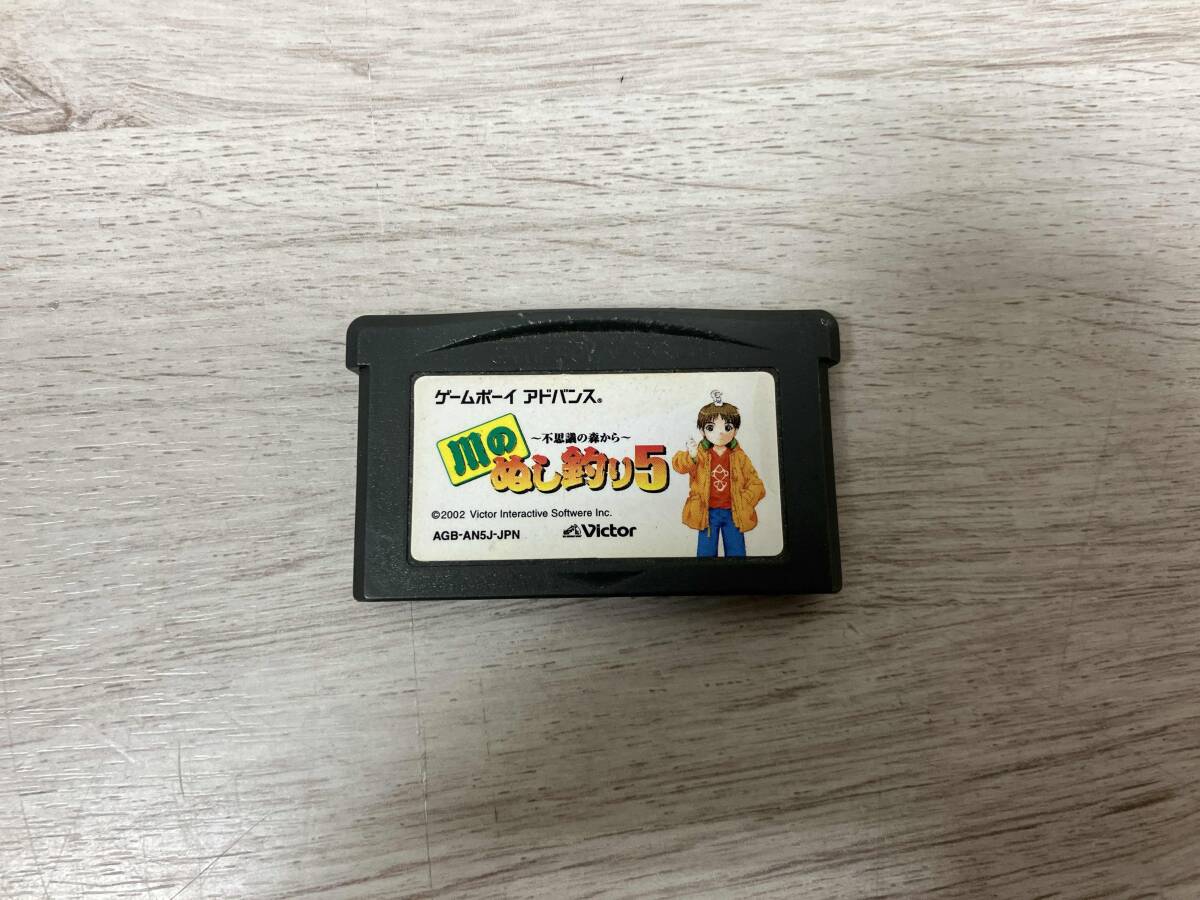 ゲームボーイ アドバンス®
川の
〜不思議の森から〜
ぬし釣り5
©2002 Victor Interactive Softwere Inc.
AGB-AN5J-JPN
Victor